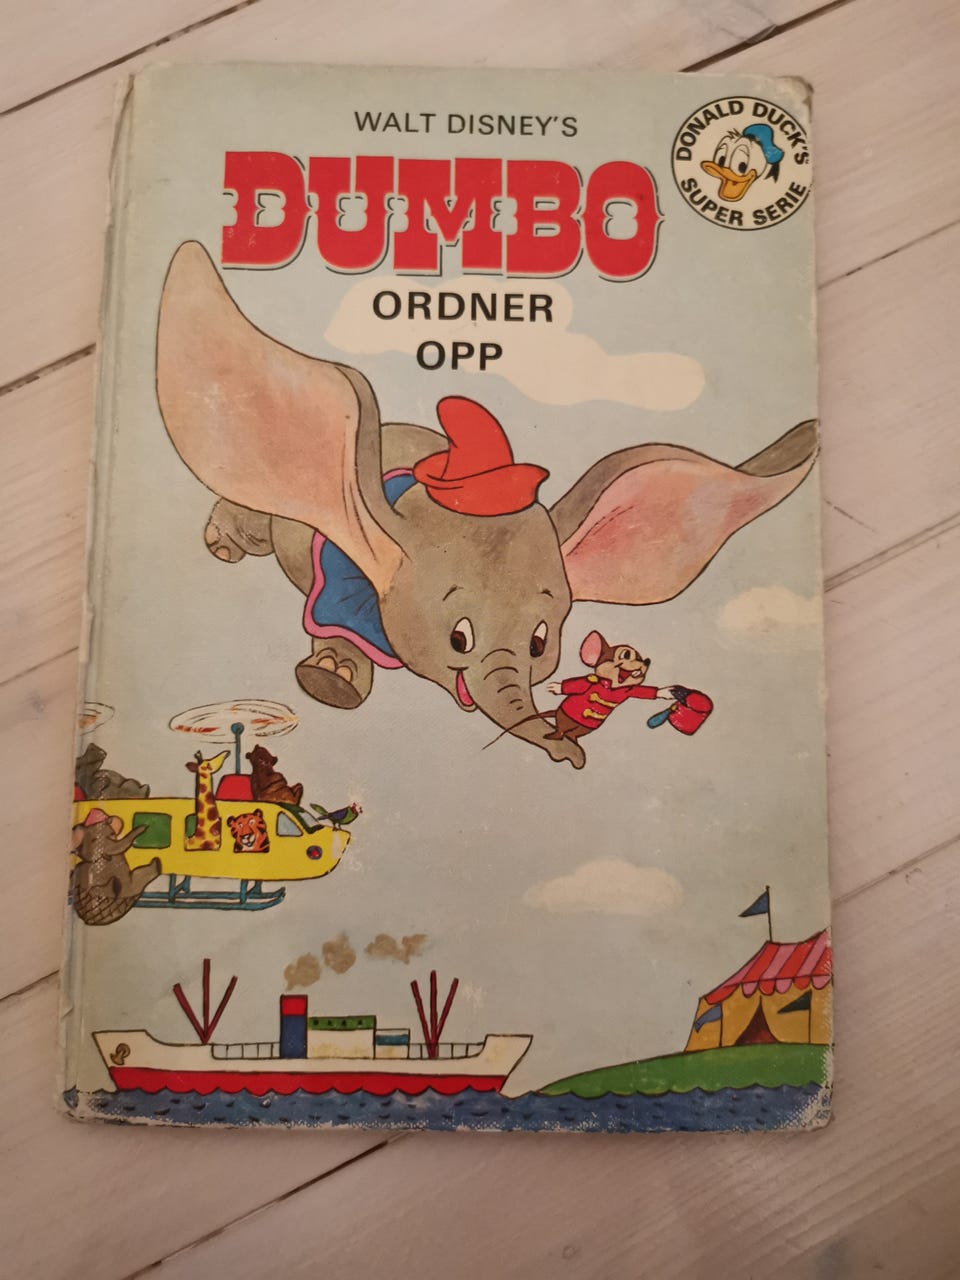 WALT DISNEY'S
DUMBO
ORDNER
OPP
DONALD DUCK'S
SUPER SERIE